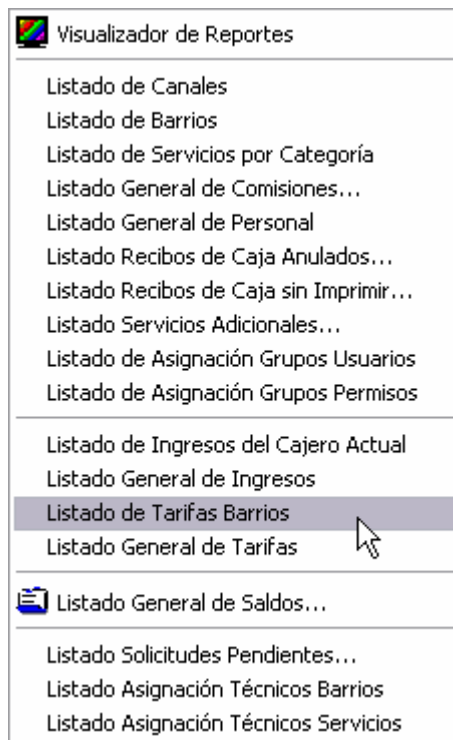 Visualizador de Reportes
Listado de Canales
Listado de Barrios
Listado de Servicios por Categoría
Listado General de Comisiones...
Listado General de Personal
Listado Recibos de Caja Anulados...
Listado Recibos de Caja sin Imprimir...
Listado Servicios Adicionales...
Listado de Asignación Grupos Usuarios
Listado de Asignación Grupos Permisos
Listado de Ingresos del Cajero Actual
Listado General de Ingresos
Listado de Tarifas Barrios
Listado General de Tarifas
Listado General de Saldos...
Listado Solicitudes Pendientes...
Listado Asignación Técnicos Barrios
Listado Asignación Técnicos Servicios